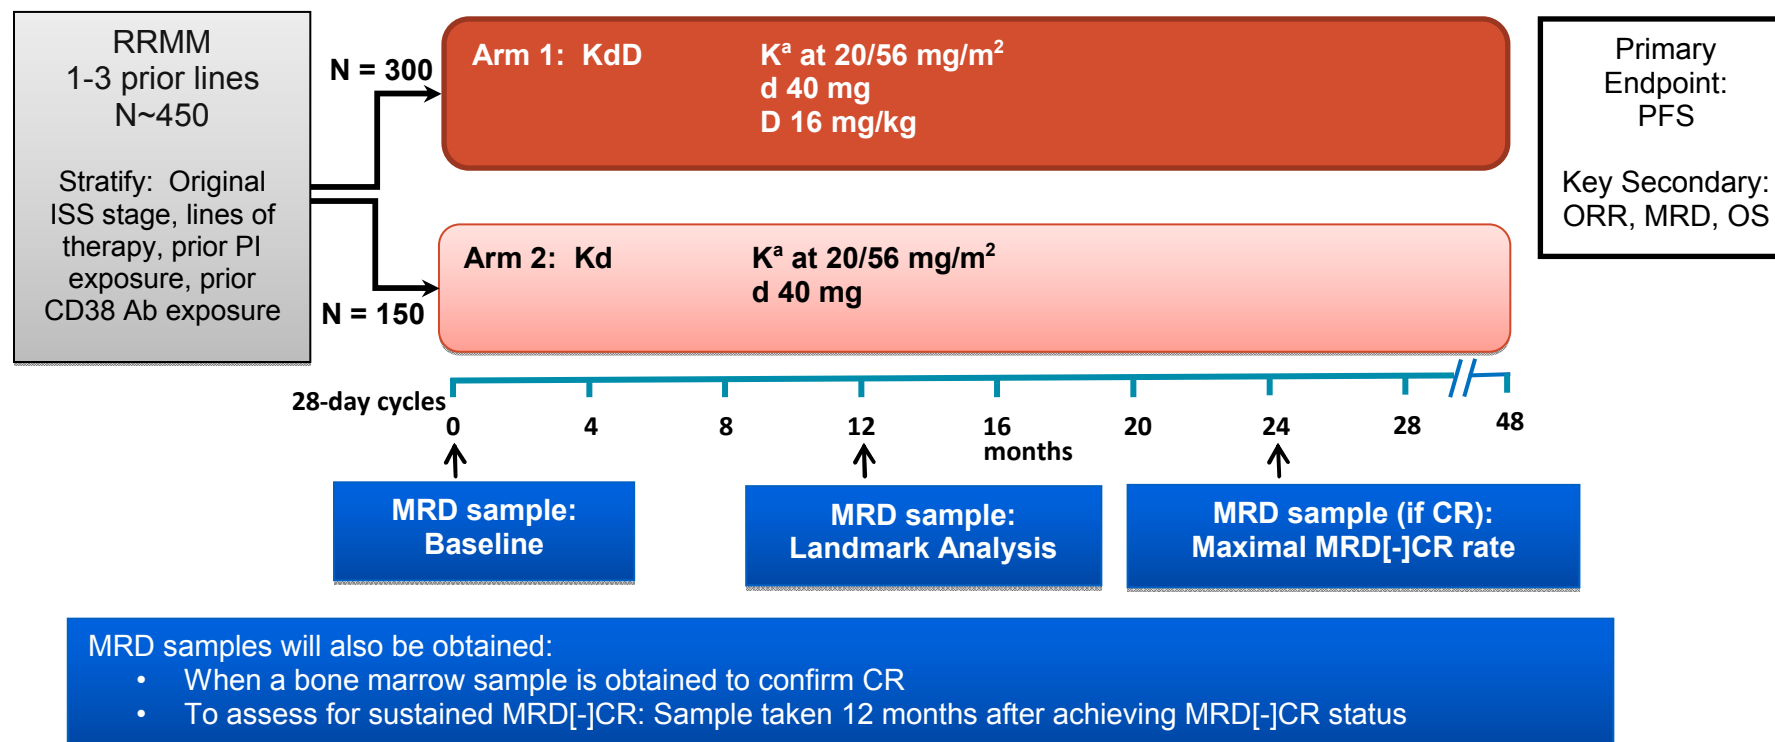 RRMM
1-3 prior lines
N~450
Stratify: Original
ISS stage, lines of
therapy, prior PI
exposure, prior
CD38 Ab exposure
N = 300
N = 150
Arm 1: KdD
Kᵃ at 20/56 mg/m²
d 40 mg
D 16 mg/kg
Arm 2: Kd
Kᵃ at 20/56 mg/m²
d 40 mg
Primary
Endpoint:
PFS
Key Secondary:
ORR, MRD, OS
28-day cycles
0 4 8 12 16 20 24 28 48
months
MRD sample:
Baseline
MRD sample:
Landmark Analysis
MRD sample (if CR):
Maximal MRD[-]CR rate
MRD samples will also be obtained:
• When a bone marrow sample is obtained to confirm CR
• To assess for sustained MRD[-]CR: Sample taken 12 months after achieving MRD[-]CR status